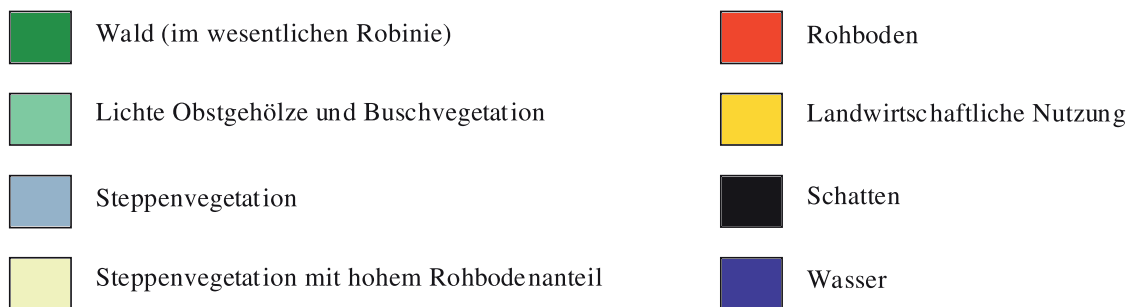 Wald (im wesentlichen Robinie)
Lichte Obstgehölze und Buschvegetation
Steppenvegetation
Steppenvegetation mit hohem Rohbodenanteil
Rohboden
Landwirtschaftliche Nutzung
Schatten
Wasser